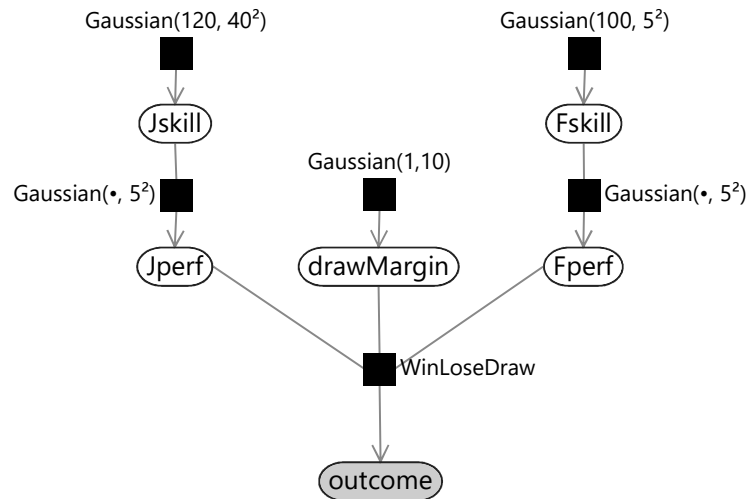 Gaussian(120, 40²)
Gaussian(100, 5²)
Jskill
Fskill
Gaussian(1,10)
Gaussian(•, 5²)
Gaussian(•, 5²)
Jperf
drawMargin
Fperf
WinLoseDraw
outcome